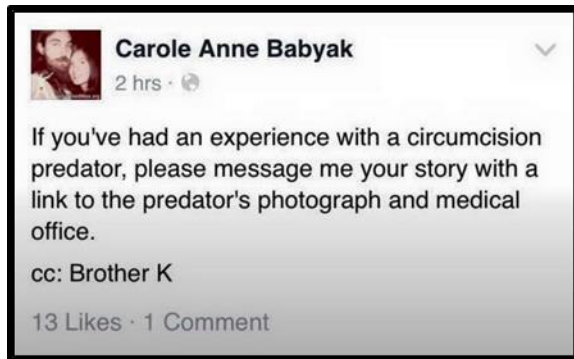 Carole Anne Babyak
2 hrs ·
If you've had an experience with a circumcision
predator, please message me your story with a
link to the predator's photograph and medical
office.
cc: Brother K
13 Likes · 1 Comment